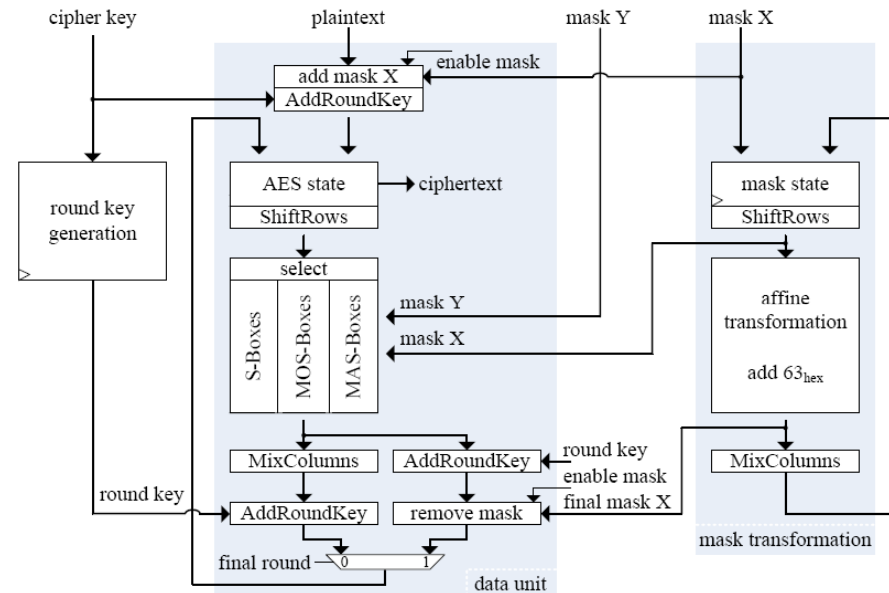 cipher key
plaintext
mask Y
mask X
enable mask
add mask X
AddRoundKey
round key
generation
AES state
ShiftRows
ciphertext
mask state
ShiftRows
select
S-Boxes
MOS-Boxes
MAS-Boxes
mask Y
mask X
affine
transformation
add 63hex
MixColumns
AddRoundKey
round key
enable mask
final mask X
MixColumns
round key
AddRoundKey
remove mask
mask transformation
final round
0
1
data unit